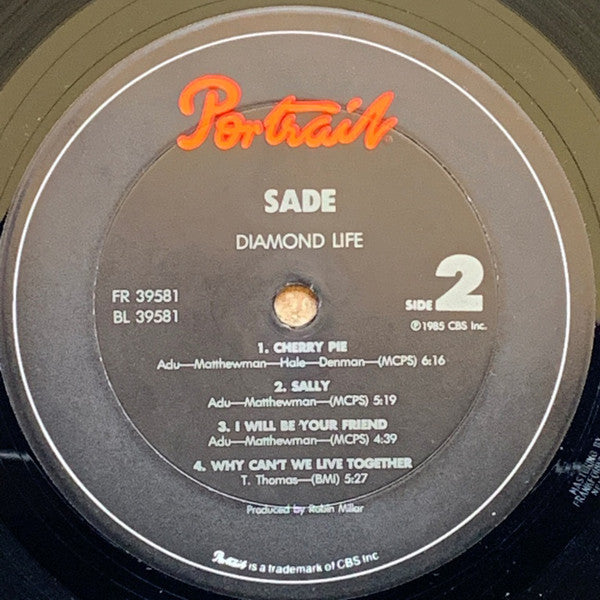 Portrait
SADE
DIAMOND LIFE
FR 39581
BL 39581
SIDE 2
℗1985 CBS Inc.
1. CHERRY PIE
Adu—Matthewman—Hale—Denman—(MCPS) 6:16
2. SALLY
Adu—Matthewman—(MCPS) 5:19
3. I WILL BE YOUR FRIEND
Adu—Matthewman—(MCPS) 4:39
4. WHY CAN'T WE LIVE TOGETHER
T. Thomas—(BMI) 5:27
Produced by Robin Millar
Portrait is a trademark of CBS Inc
MASTERING BY